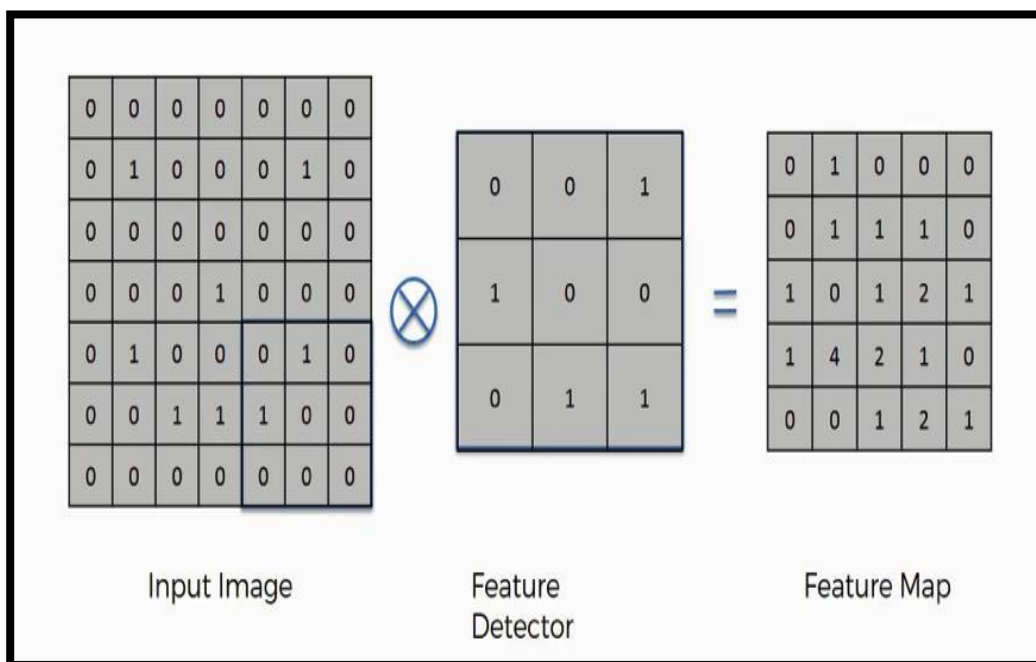 0 0 0 0 0 0 0
0 1 0 0 0 1 0
0 0 0 0 0 0 0
0 0 0 1 0 0 0
0 1 0 0 0 1 0
0 0 1 1 1 0 0
0 0 0 0 0 0 0
Input Image
0 0 1
1 0 0
0 1 1
Feature
Detector
=
0 1 0 0 0
0 1 1 1 0
1 0 1 2 1
1 4 2 1 0
0 0 1 2 1
Feature Map